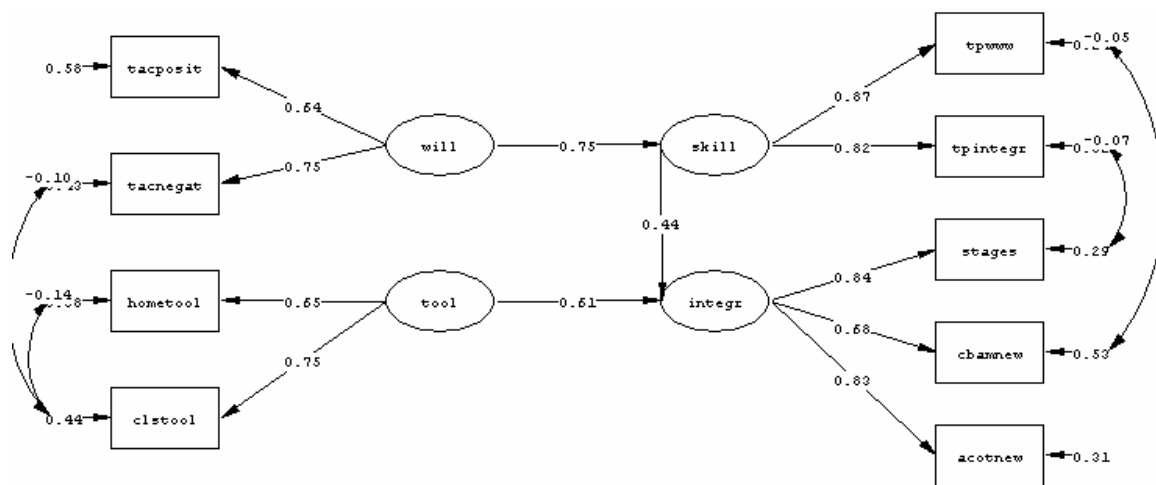 -0.05
tpwww
tacposit
0.58
0.87
0.64
will
0.75
skill
0.82
tpintegr
-0.07
0.75
-0.10
tacnegat
0.44
stages
0.29
0.84
-0.14
hometool
0.65
tool
0.61
integr
0.68
cbamnew
0.53
0.75
0.83
0.44
clstool
acotnew
0.31